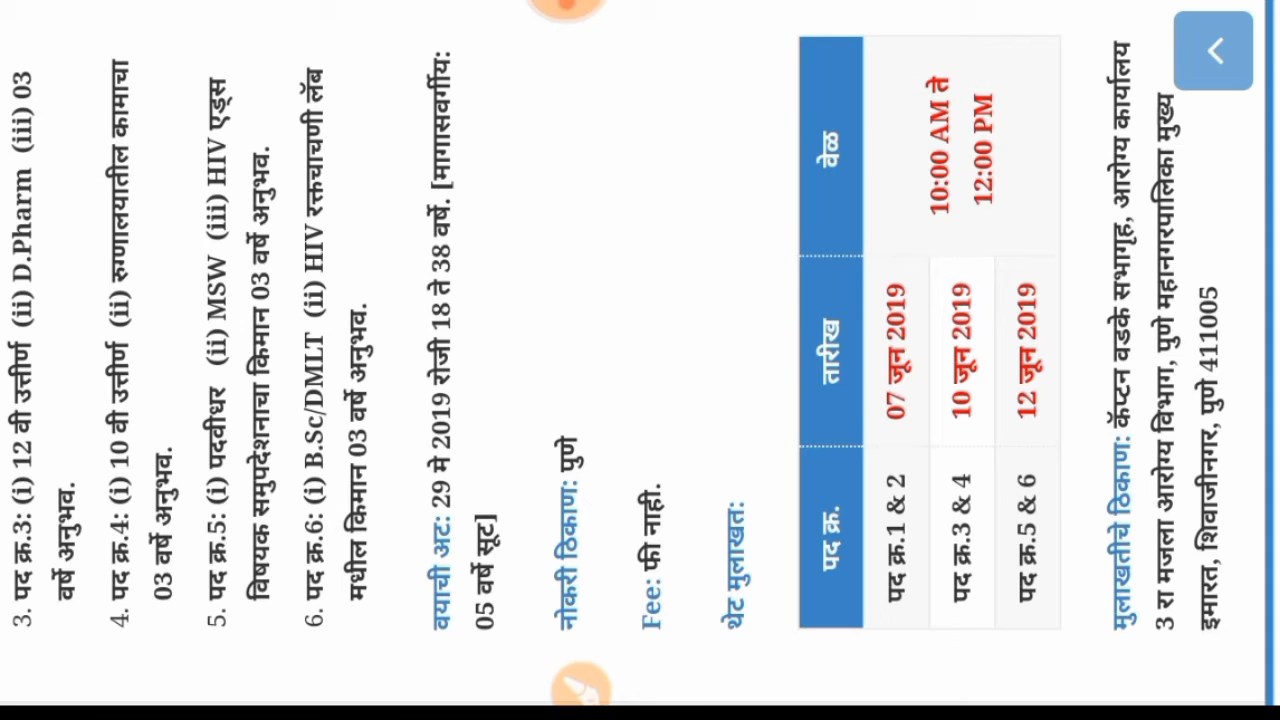 3. पद क्र.3: (i) 12 वी उत्तीर्ण (ii) D.Pharm (iii) 03
वर्षे अनुभव.
4. पद क्र.4: (i) 10 वी उत्तीर्ण (ii) रुग्णालयातील कामाचा
03 वर्षे अनुभव.
5. पद क्र.5: (i) पदवीधर (ii) MSW (iii) HIV एड्स
विषयक समुपदेशनाचा किमान 03 वर्षे अनुभव.
6. पद क्र.6: (i) B.Sc/DMLT (ii) HIV रक्तचाचणी लॅब
मधील किमान 03 वर्षे अनुभव.
वयाची अट: 29 मे 2019 रोजी 18 ते 38 वर्षे. [मागासवर्गीय:
05 वर्षे सूट]
नोकरी ठिकाण: पुणे
Fee: फी नाही.
थेट मुलाखत:
पद क्र. तारीख वेळ
पद क्र.1 & 2 07 जून 2019
10:00 AM ते
पद क्र.3 & 4 10 जून 2019
12:00 PM
पद क्र.5 & 6 12 जून 2019
मुलाखतीचे ठिकाण: कॅप्टन वडके सभागृह, आरोग्य कार्यालय
3 रा मजला आरोग्य विभाग, पुणे महानगरपालिका मुख्य
इमारत, शिवाजीनगर, पुणे 411005